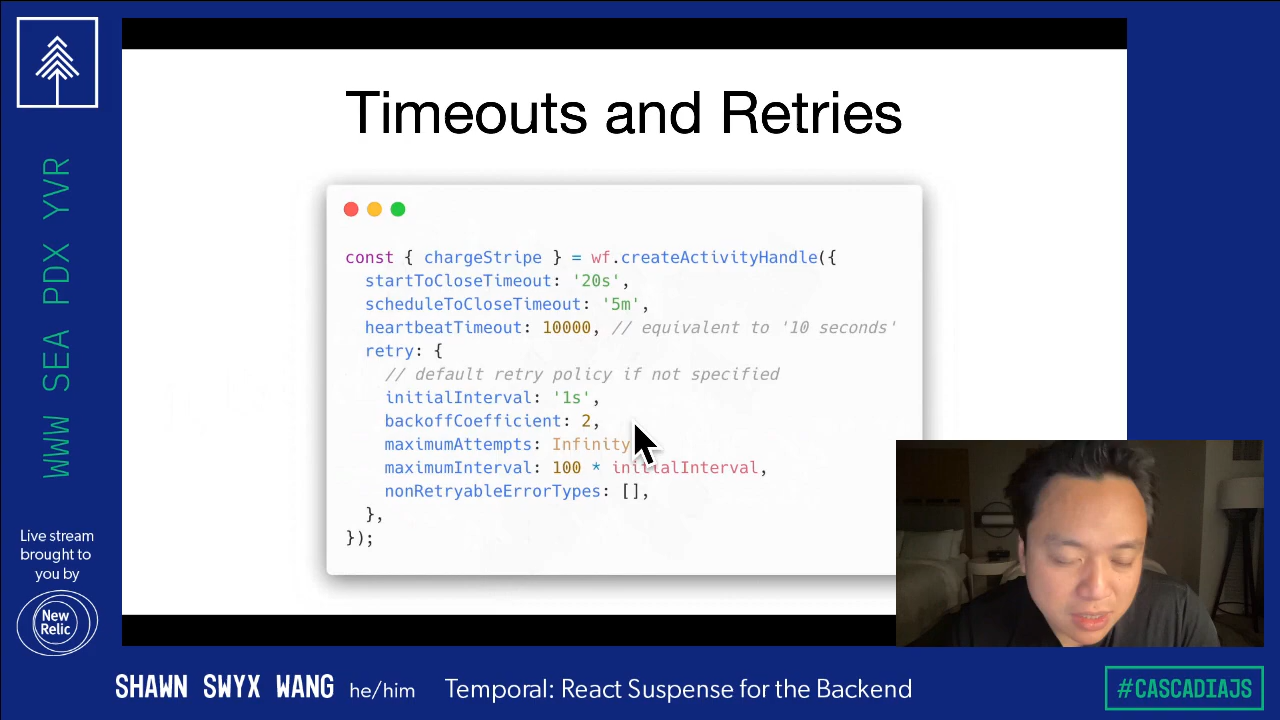 WWW SEA PDX YVR
Live stream
brought to
you by
New
Relic
Timeouts and Retries
const { chargeStripe } = wf.createActivityHandle({
  startToCloseTimeout: '20s',
  scheduleToCloseTimeout: '5m',
  heartbeatTimeout: 10000, // equivalent to '10 seconds'
  retry: {
    // default retry policy if not specified
    initialInterval: '1s',
    backoffCoefficient: 2,
    maximumAttempts: Infinity
    maximumInterval: 100 * initialInterval,
    nonRetryableErrorTypes: [],
  },
});
SHAWN SWYX WANG he/him Temporal: React Suspense for the Backend
#CASCADIAJS